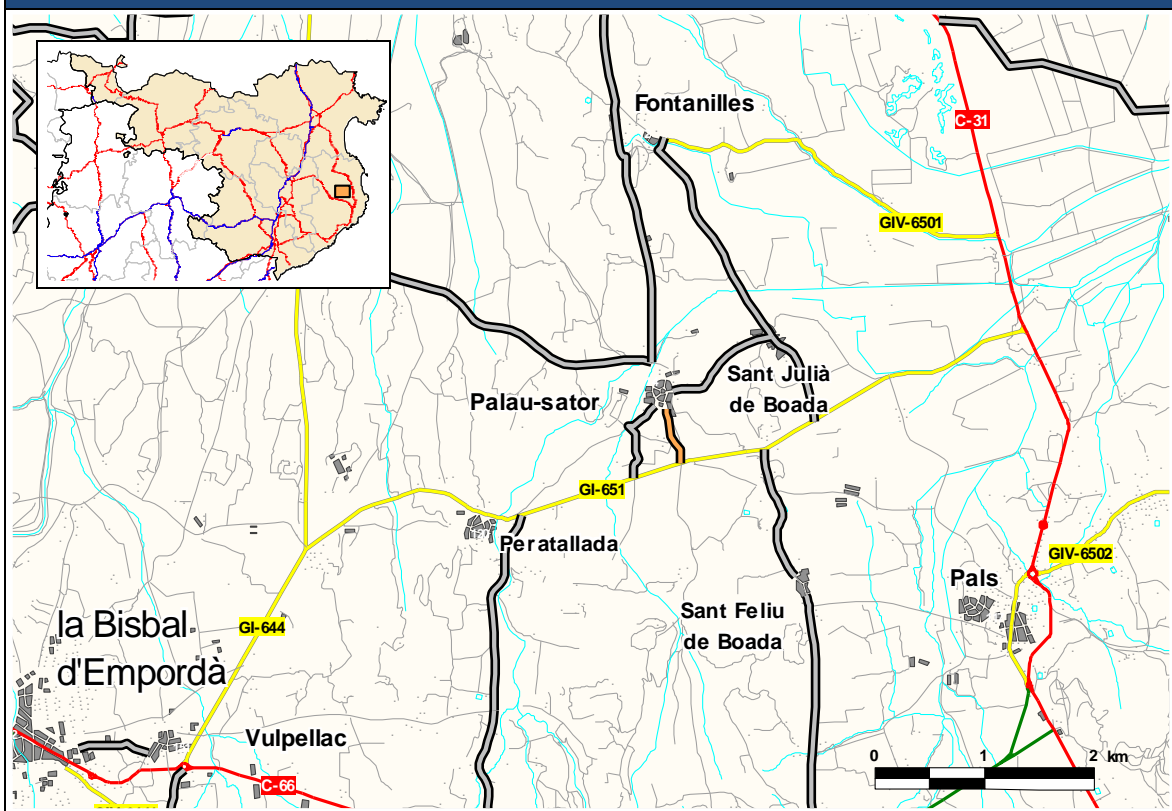 Fontanilles
C-31
GIV-6501
Sant Julià
de Boada
Palau-sator
GI-651
Peratallada
GIV-6502
Pals
Sant Feliu
de Boada
GI-644
la Bisbal
d'Empordà
Vulpellac
C-66
0 1 2 km